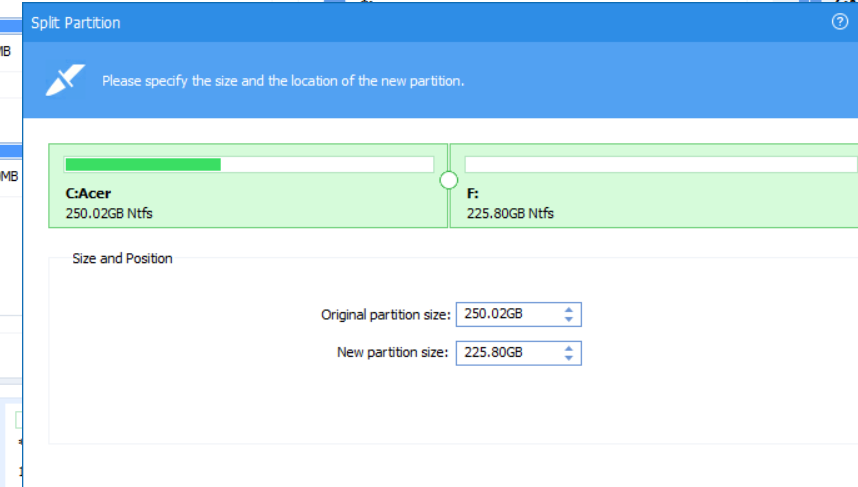 Split Partition
MB
Please specify the size and the location of the new partition.
MB
C:Acer
250.02GB Ntfs
F:
225.80GB Ntfs
Size and Position
Original partition size: 250.02GB
New partition size: 225.80GB